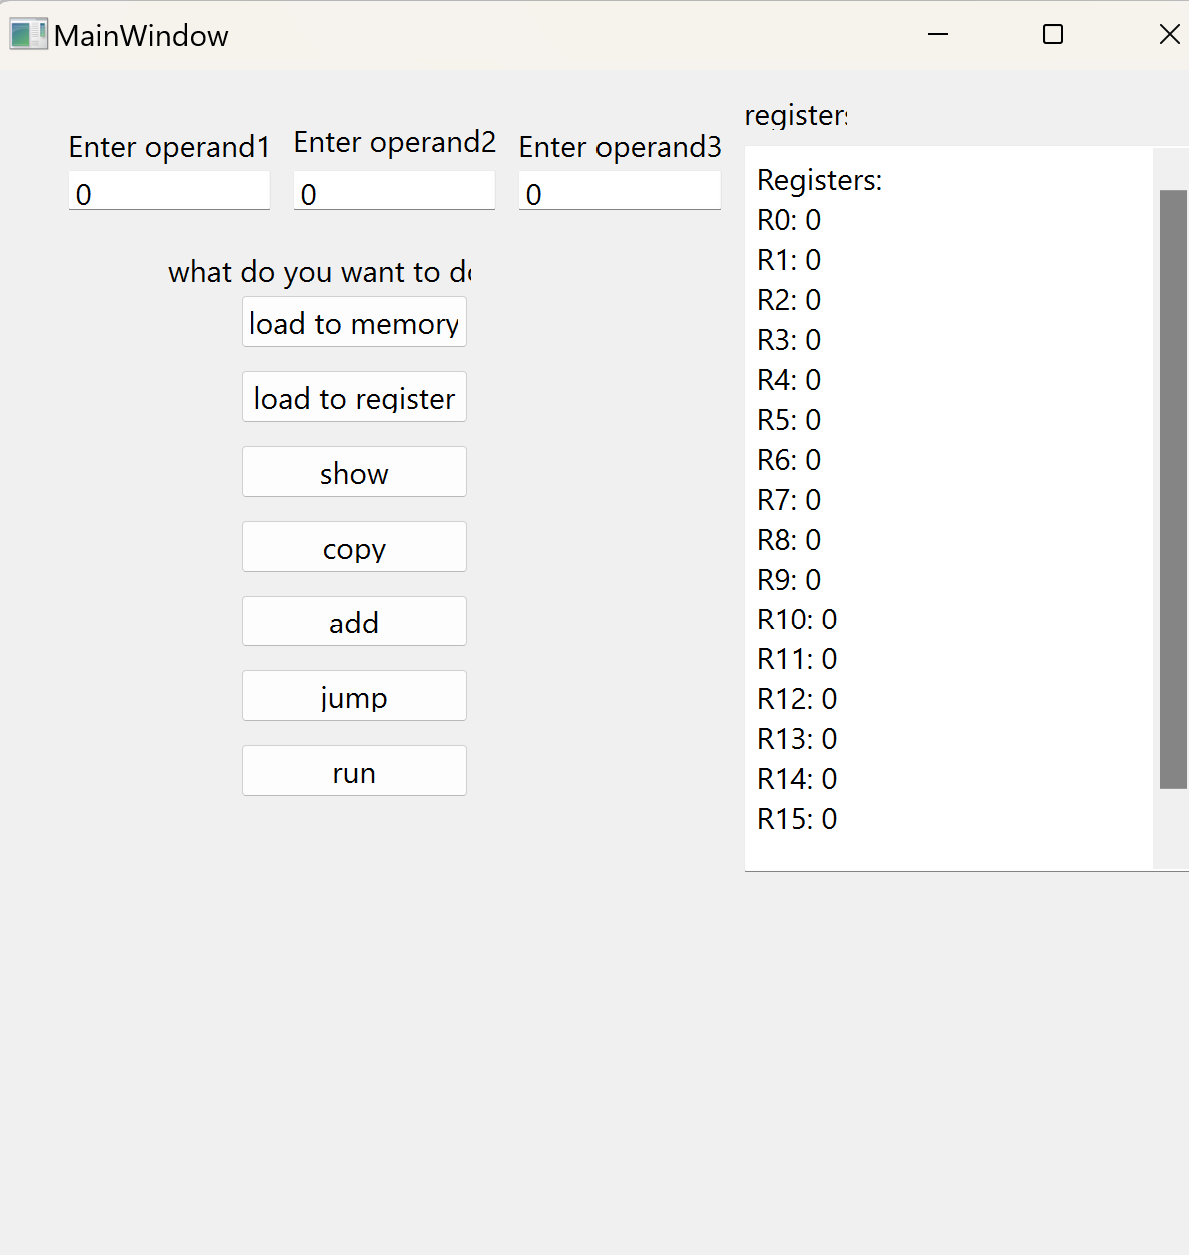 MainWindow
Enter operand1 Enter operand2 Enter operand3
0 0 0
what do you want to do
load to memory
load to register
show
copy
add
jump
run
registers
Registers:
R0: 0
R1: 0
R2: 0
R3: 0
R4: 0
R5: 0
R6: 0
R7: 0
R8: 0
R9: 0
R10: 0
R11: 0
R12: 0
R13: 0
R14: 0
R15: 0